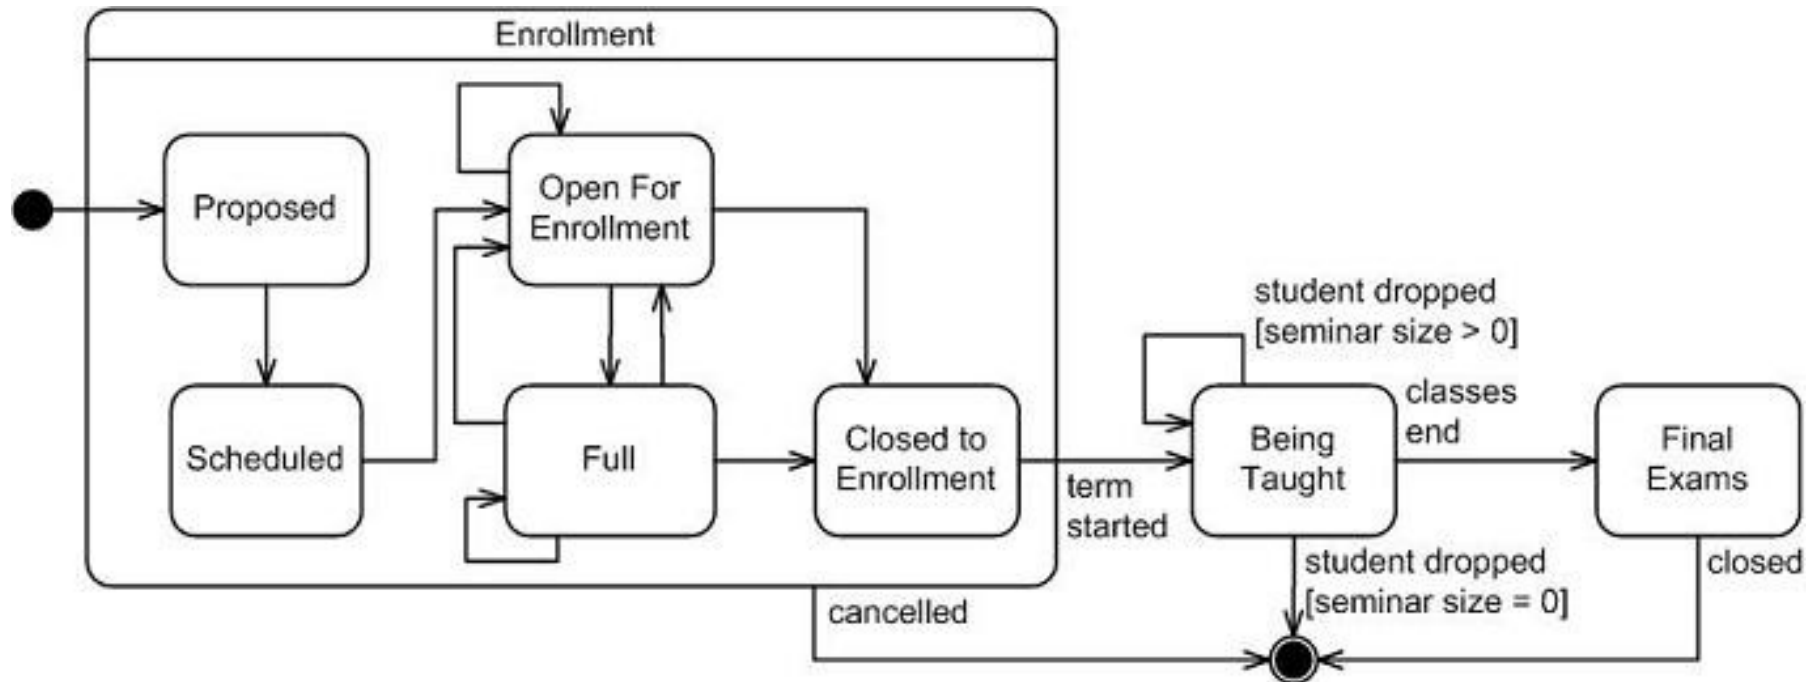 Enrollment
Proposed
Open For
Enrollment
Scheduled
Full
Closed to
Enrollment
term
started
student dropped
[seminar size > 0]
Being
Taught
classes
end
Final
Exams
student dropped
[seminar size = 0]
closed
cancelled